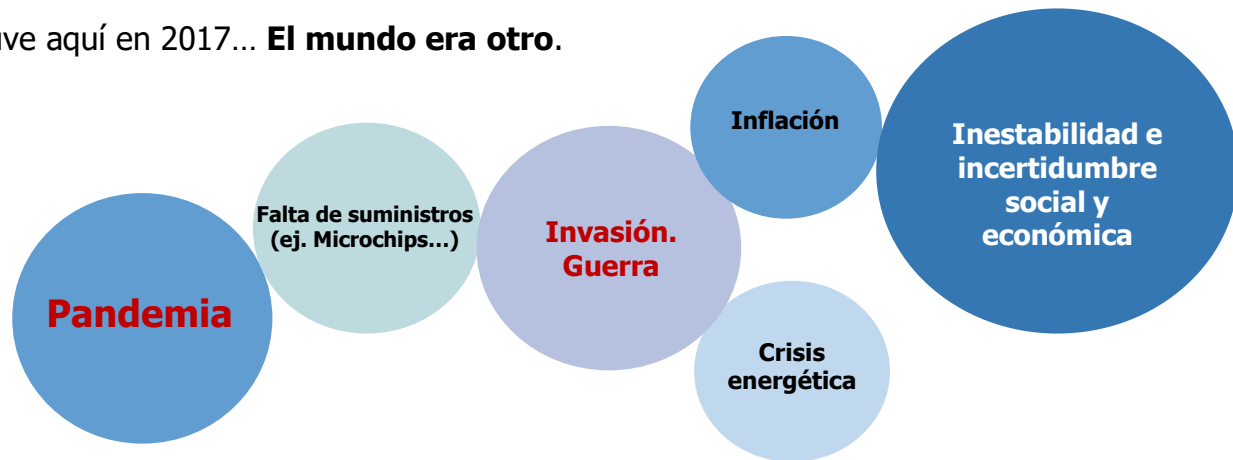 aquí en 2017... El mundo era otro.
Pandemia
Falta de suministros
(ej. Microchips...)
Invasión.
Guerra
Inflación
Crisis
energética
Inestabilidad e
incertidumbre
social y
económica